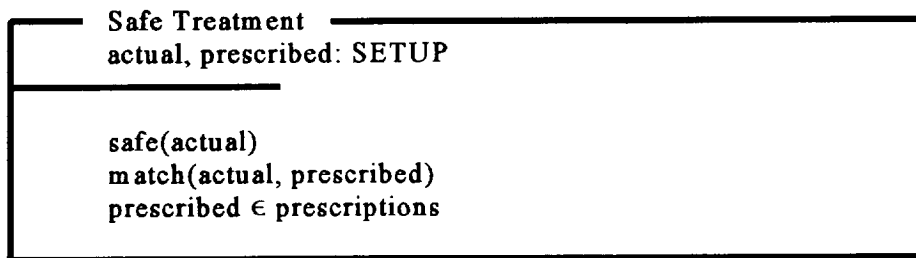 Safe Treatment
actual, prescribed: SETUP
safe(actual)
match(actual, prescribed)
prescribed ∈ prescriptions